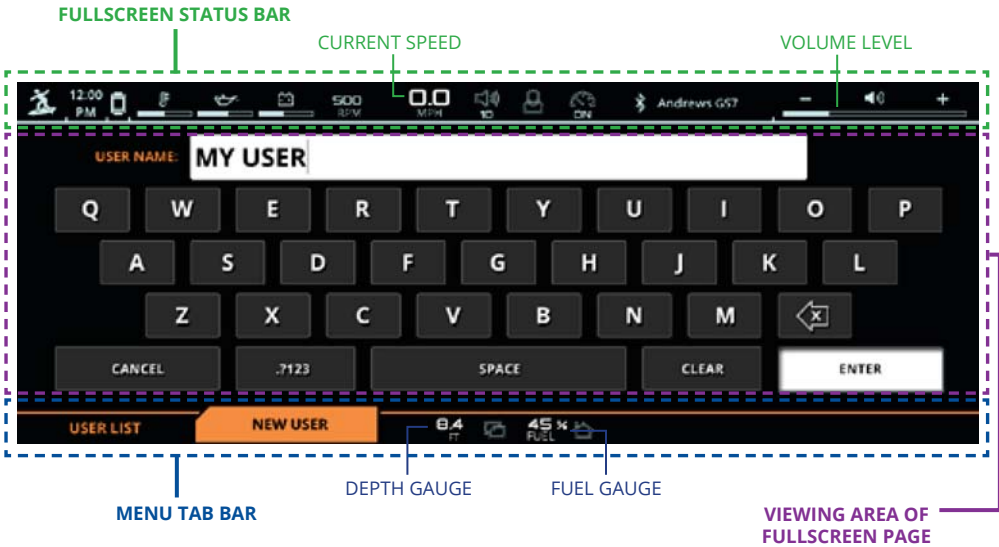 FULLSCREEN STATUS BAR
CURRENT SPEED
VOLUME LEVEL
12:00 500 0.0 Andrews GS7 - +
PM RPM MPH 10 ON
USER NAME: MY USER
Q W E R T Y U I O P
A S D F G H J K L
Z X C V B N M
CANCEL .?123 SPACE CLEAR ENTER
USER LIST NEW USER 8.4 45 %
FT FUEL
DEPTH GAUGE FUEL GAUGE
MENU TAB BAR
VIEWING AREA OF
FULLSCREEN PAGE